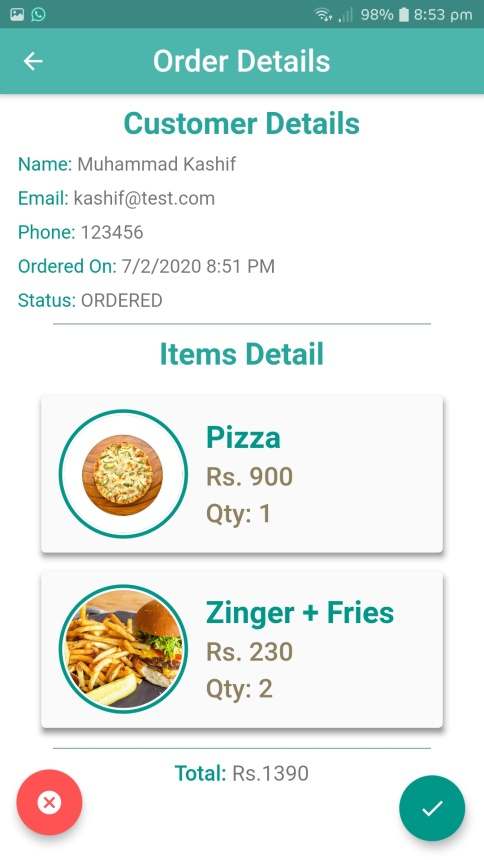 98% 8:53 pm
Order Details
Customer Details
Name: Muhammad Kashif
Email: kashif@test.com
Phone: 123456
Ordered On: 7/2/2020 8:51 PM
Status: ORDERED
Items Detail
Pizza
Rs. 900
Qty: 1
Zinger + Fries
Rs. 230
Qty: 2
Total: Rs.1390